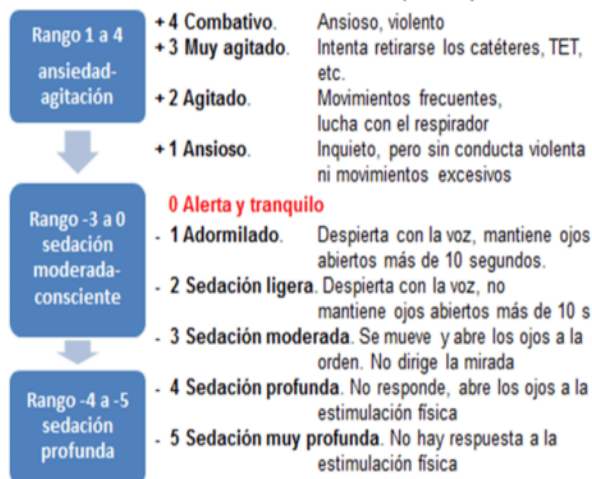 Rango 1 a 4
ansiedad-
agitación
+ 4 Combativo. Ansioso, violento
+ 3 Muy agitado. Intenta retirarse los catéteres, TET,
etc.
+ 2 Agitado. Movimientos frecuentes,
lucha con el respirador
+ 1 Ansioso. Inquieto, pero sin conducta violenta
ni movimientos excesivos
Rango -3 a 0
sedación
moderada-
consciente
0 Alerta y tranquilo
- 1 Adormilado. Despierta con la voz, mantiene ojos
abiertos más de 10 segundos.
- 2 Sedación ligera. Despierta con la voz, no
mantiene ojos abiertos más de 10 s
- 3 Sedación moderada. Se mueve y abre los ojos a la
orden. No dirige la mirada
Rango -4 a -5
sedación
profunda
- 4 Sedación profunda. No responde, abre los ojos a la
estimulación física
- 5 Sedación muy profunda. No hay respuesta a la
estimulación física